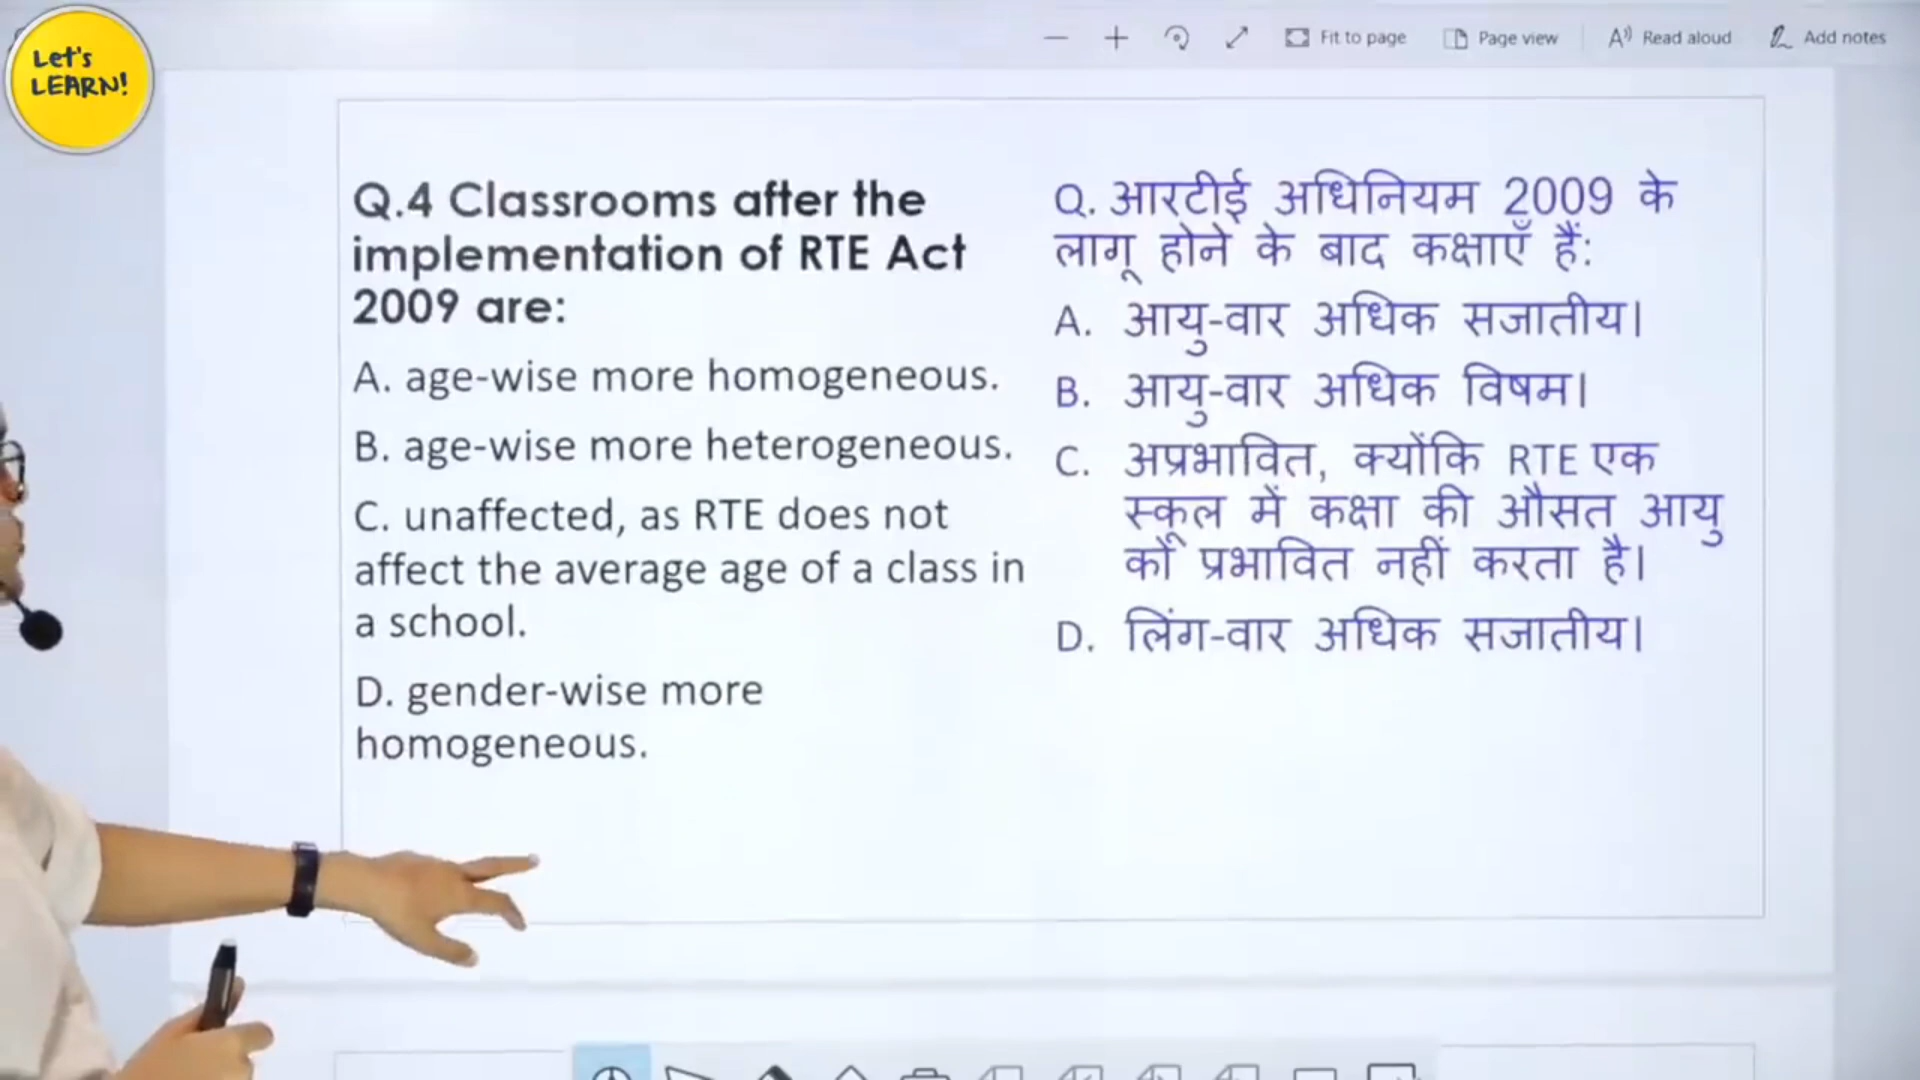 Let's
LEARN!
Fit to page
Page view
Read aloud
Add notes
Q.4 Classrooms after the
implementation of RTE Act
2009 are:
A. age-wise more homogeneous.
B. age-wise more heterogeneous.
C. unaffected, as RTE does not
affect the average age of a class in
a school.
D. gender-wise more
homogeneous.
Q. आरटीई अधिनियम 2009 के
लागू होने के बाद कक्षाएँ हैं:
A. आयु-वार अधिक सजातीय।
B. आयु-वार अधिक विषम।
C. अप्रभावित, क्योंकि RTE एक
स्कूल में कक्षा की औसत आयु
को प्रभावित नहीं करता है।
D. लिंग-वार अधिक सजातीय।